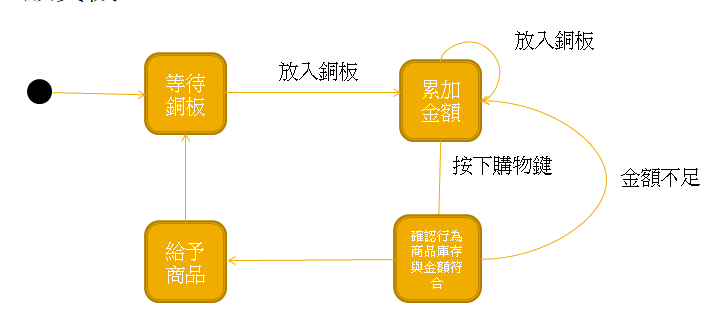 放入銅板
等待
銅板
放入銅板
累加
金額
按下購物鍵
金額不足
給予
商品
確認行為
商品庫存
與金額符
合